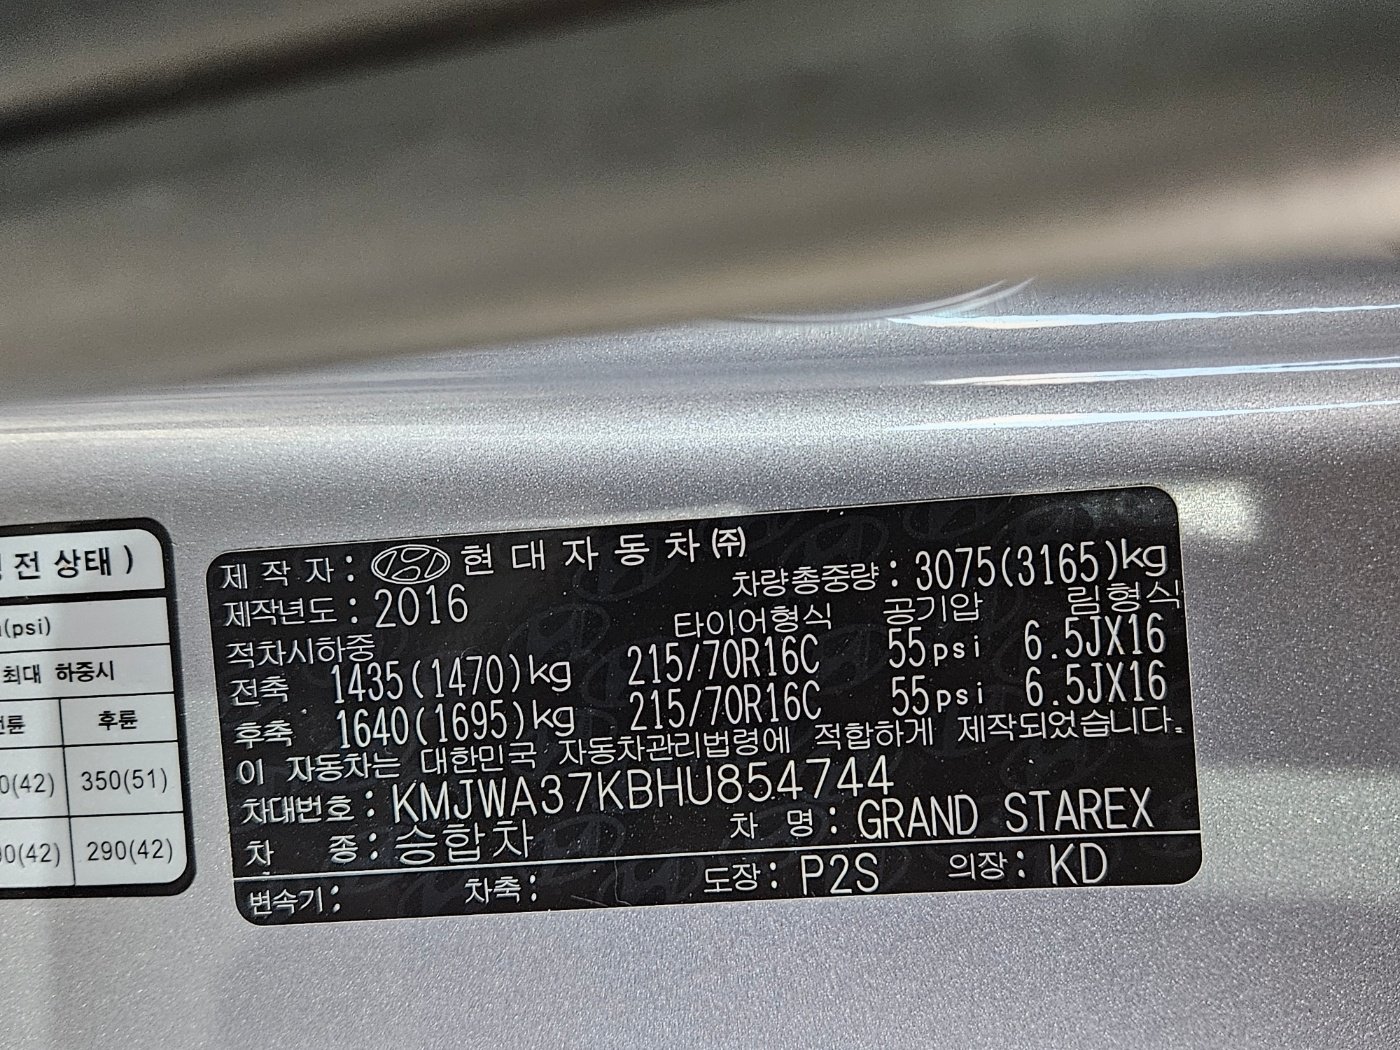 전 상태 )
(psi)
최대 하중시
후륜
0(42) 350(51)
0(42) 290(42)
제 작 자 : 현 대 자 동 차 ㈜
제작년도 : 2016 차량총중량 : 3075(3165)kg
적차시하중 타이어형식 공기압 림형식
전축 1435(1470)kg 215/70R16C 55psi 6.5JX16
후축 1640(1695)kg 215/70R16C 55psi 6.5JX16
이 자동차는 대한민국 자동차관리법령에 적합하게 제작되었습니다.
차대번호 : KMJWA37KBHU854744
차 종 : 승합차 차 명 : GRAND STAREX
변속기 : 차축 : 도장 : P2S 의장 : KD